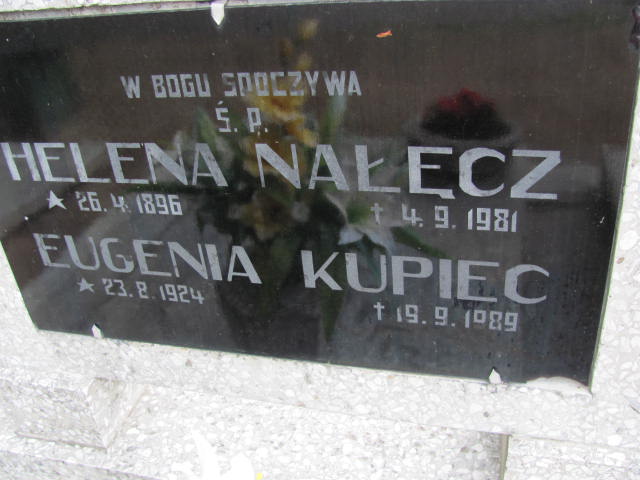 W BOGU SPOCZYWA
Ś. P.
HELENA NAŁĘCZ
★ 26. 4. 1896 † 4. 9. 1981
EUGENIA KUPIEC
★ 23. 2. 1924 † 19. 9. 1989